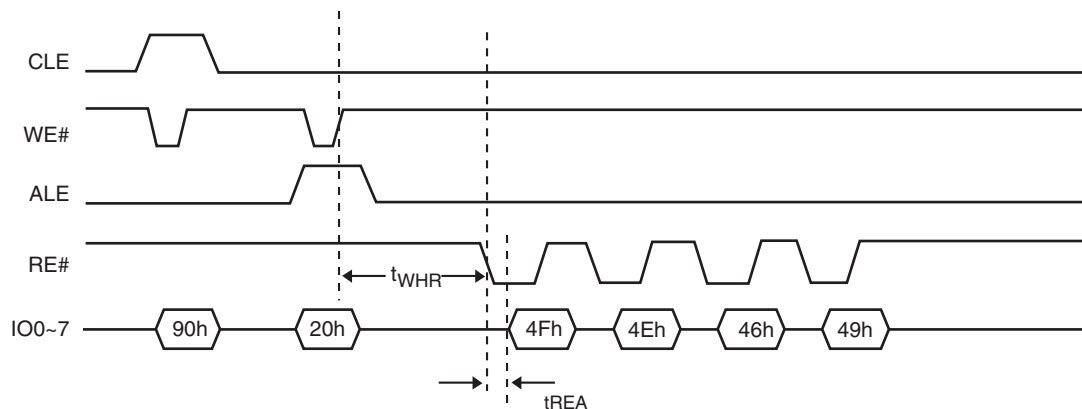 CLE
WE#
ALE
RE#
tWHR
IO0~7 90h 20h 4Fh 4Eh 46h 49h
tREA